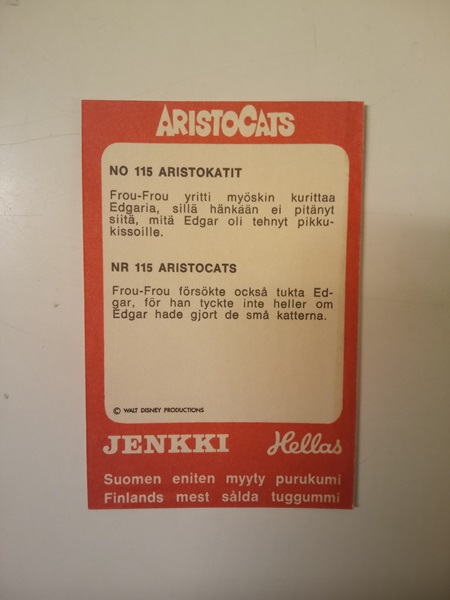 ARISTOCATS
NO 115 ARISTOKATIT
Frou-Frou yritti myöskin kurittaa
Edgaria, sillä hänkään ei pitänyt
siitä, mitä Edgar oli tehnyt pikku-
kissoille.
NR 115 ARISTOCATS
Frou-Frou försökte också tukta Ed-
gar, för han tyckte inte heller om
Edgar hade gjort de små katterna.
© WALT DISNEY PRODUCTIONS
JENKKI Hellas
Suomen eniten myyty purukumi
Finlands mest sålda tuggummi